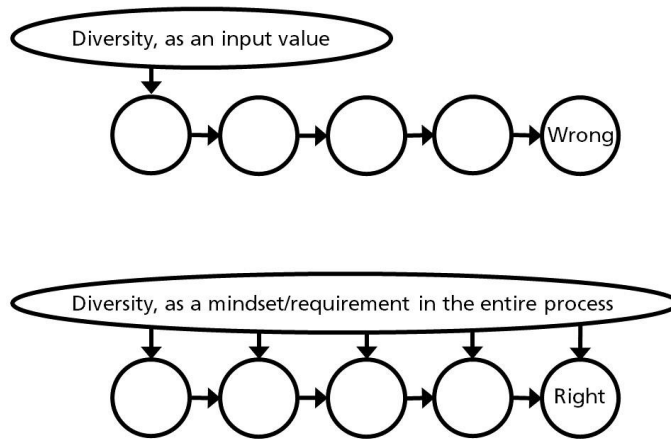 Diversity, as an input value
Wrong
Diversity, as a mindset/requirement in the entire process
Right